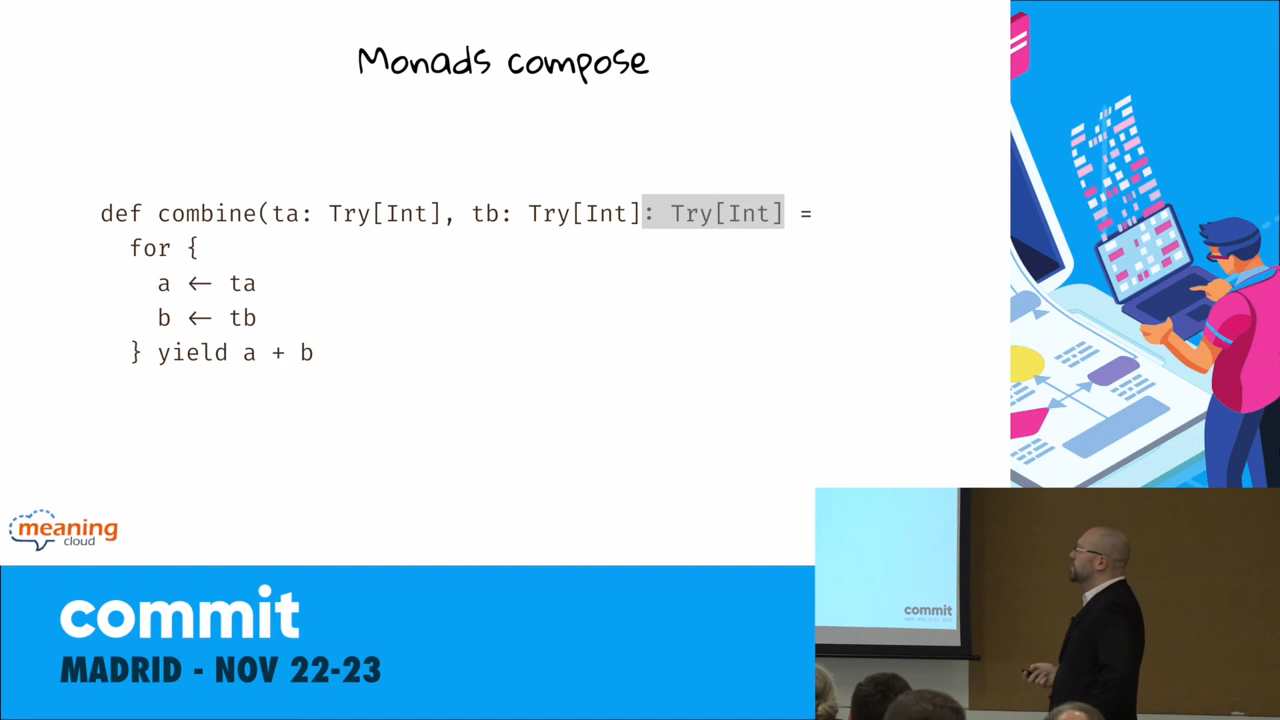 Monads compose
def combine(ta: Try[Int], tb: Try[Int]: Try[Int] =
for {
a ← ta
b ← tb
} yield a + b
meaning
cloud
commit
MADRID - NOV 22-23
commit